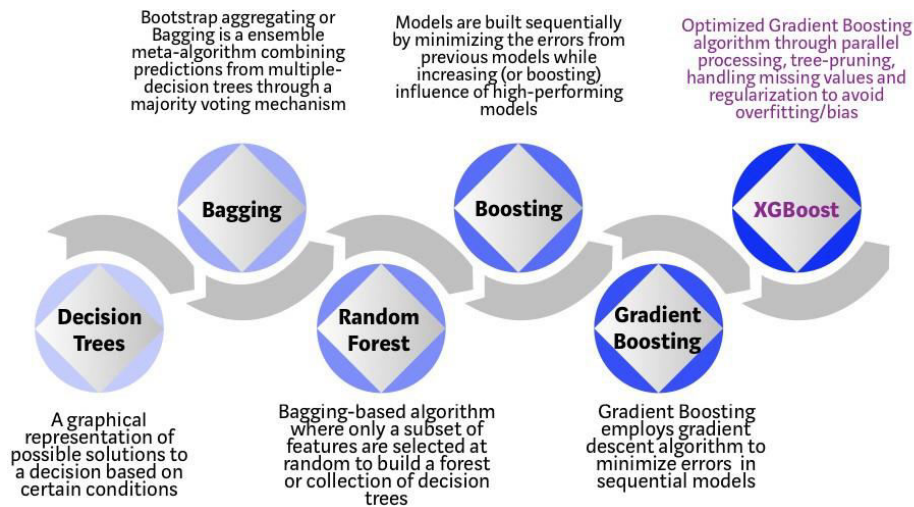 Bootstrap aggregating or
Bagging is a ensemble
meta-algorithm combining
predictions from multiple-
decision trees through a
majority voting mechanism
Models are built sequentially
by minimizing the errors from
previous models while
increasing (or boosting)
influence of high-performing
models
Optimized Gradient Boosting
algorithm through parallel
processing, tree-pruning,
handling missing values and
regularization to avoid
overfitting/bias
Bagging
Boosting
XGBoost
Decision
Trees
Random
Forest
Gradient
Boosting
A graphical
representation of
possible solutions to
a decision based on
certain conditions
Bagging-based algorithm
where only a subset of
features are selected at
random to build a forest
or collection of decision
trees
Gradient Boosting
employs gradient
descent algorithm to
minimize errors in
sequential models